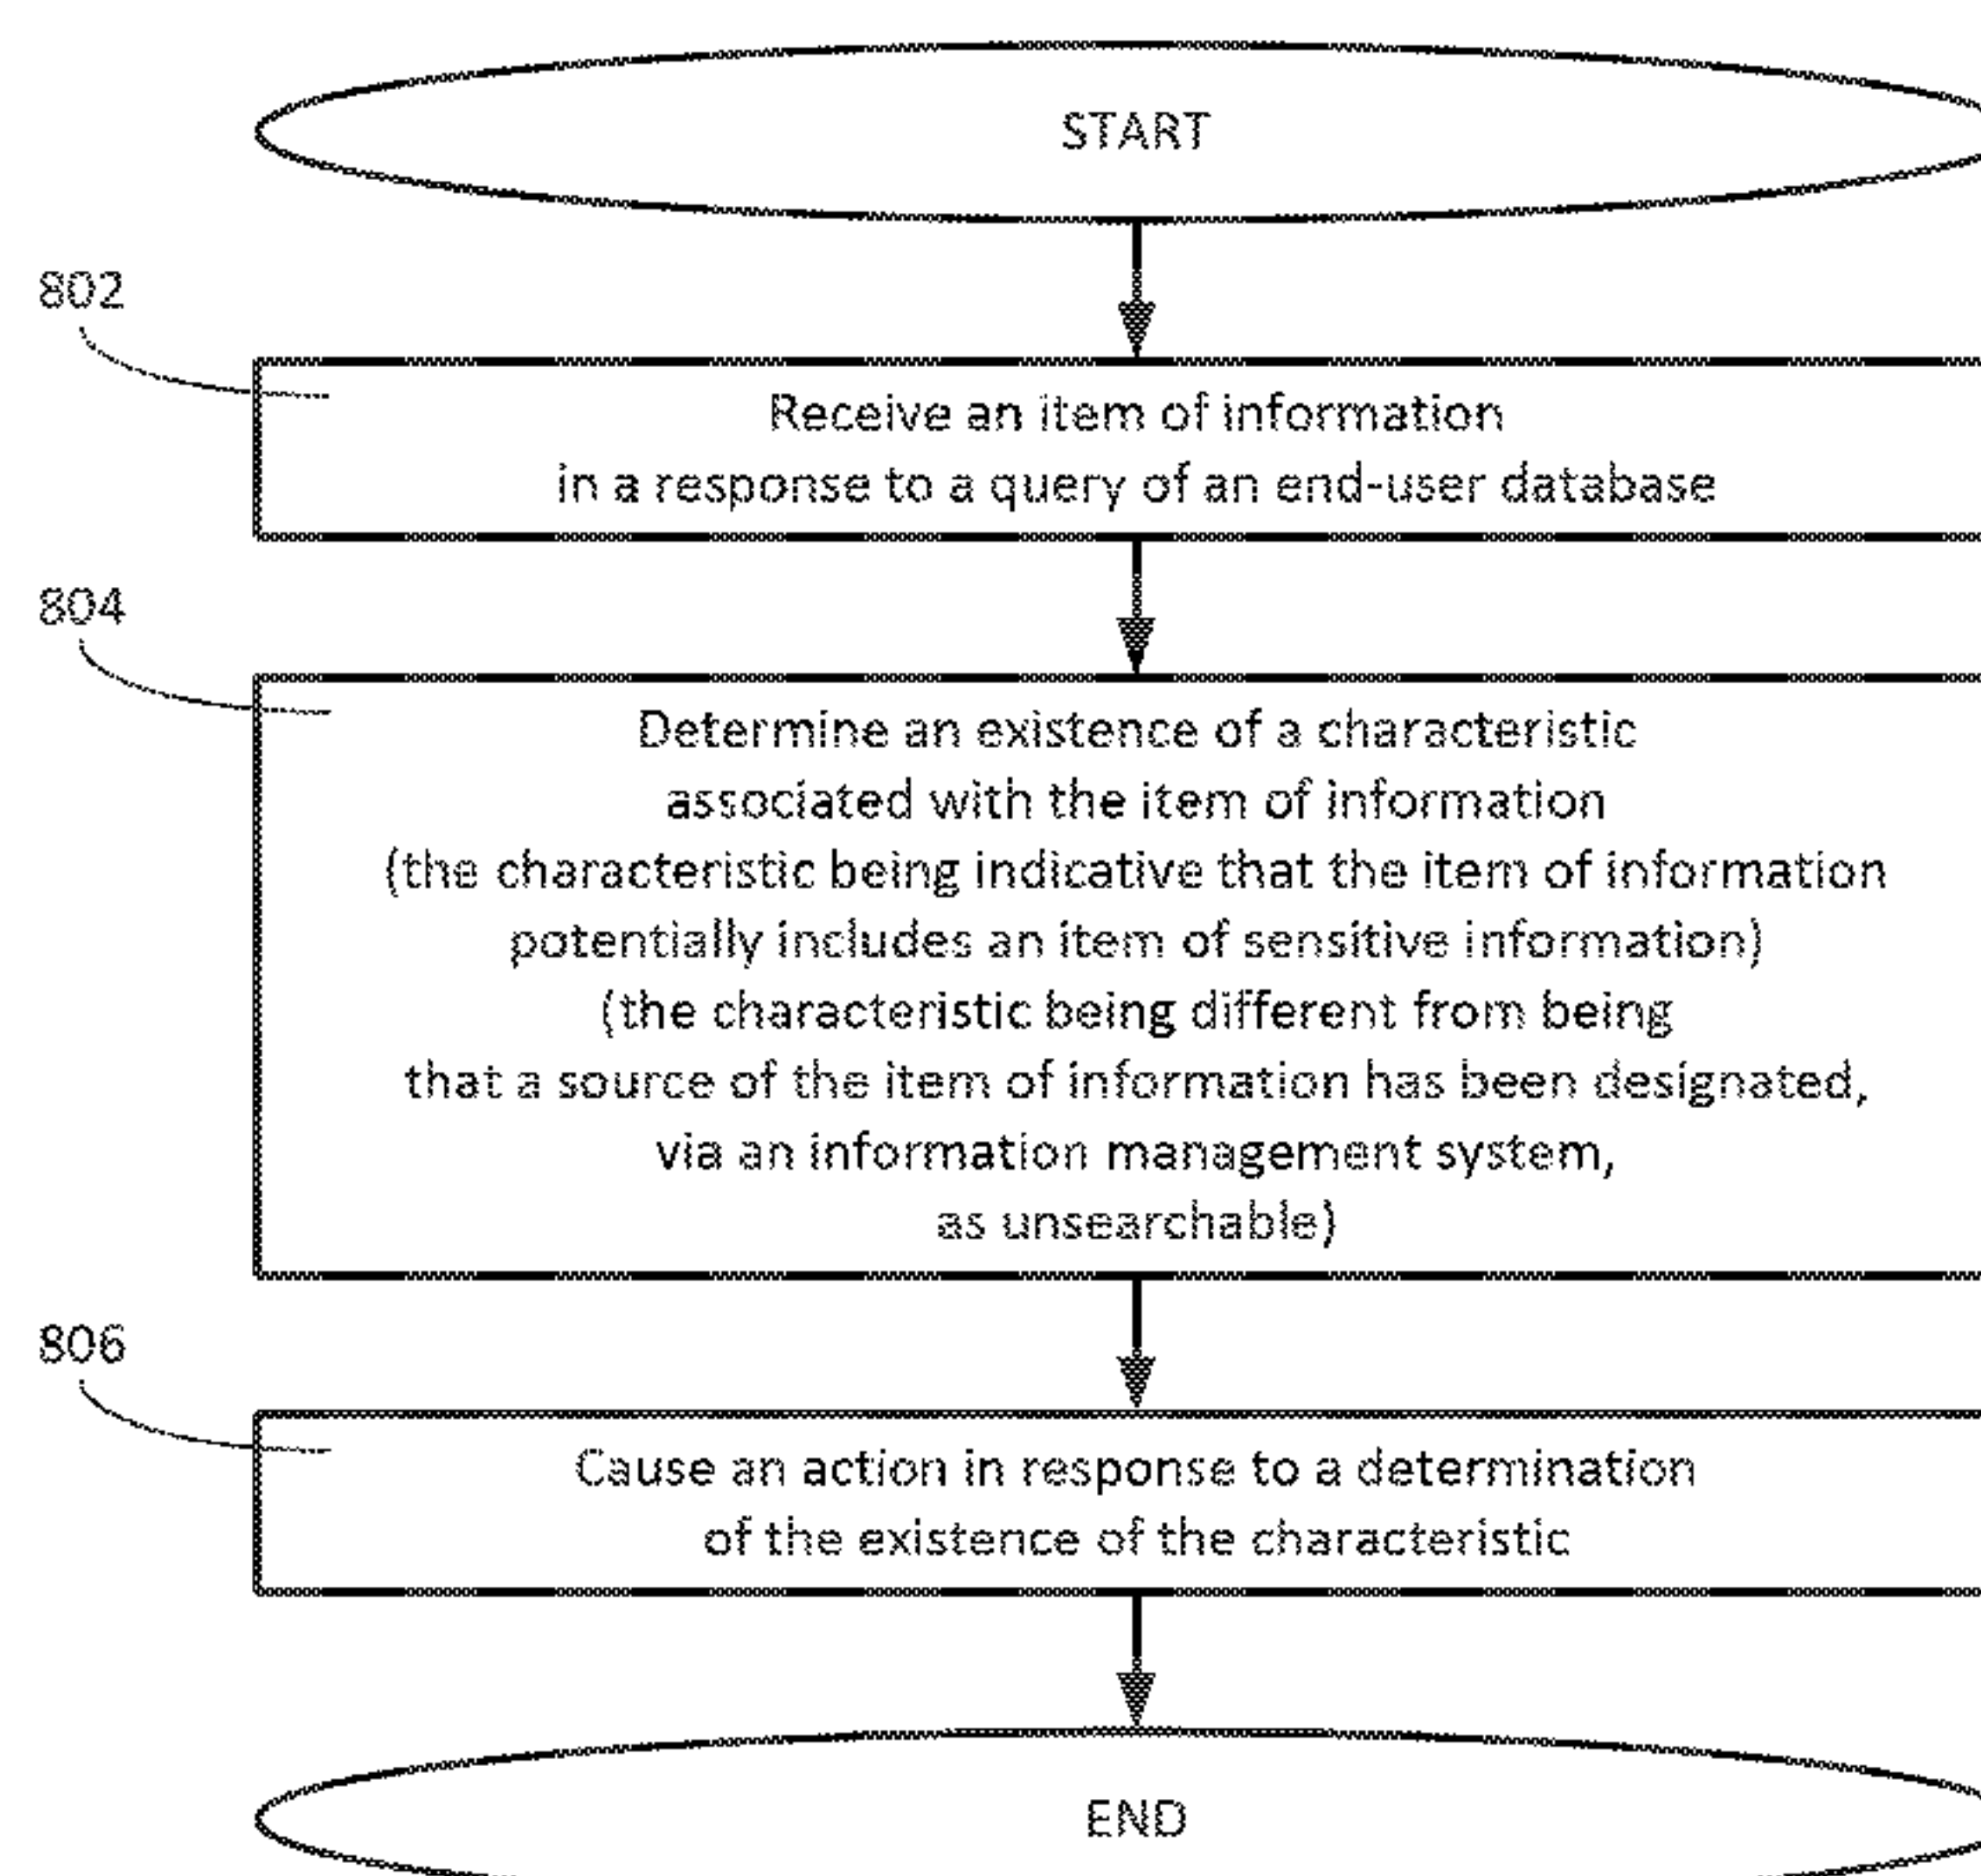 START
802
Receive an item of information
in a response to a query of an end-user database
804
Determine an existence of a characteristic
associated with the item of information
(the characteristic being indicative that the item of information
potentially includes an item of sensitive information)
(the characteristic being different from being
that a source of the item of information has been designated,
via an information management system,
as unsearchable)
806
Cause an action in response to a determination
of the existence of the characteristic
END